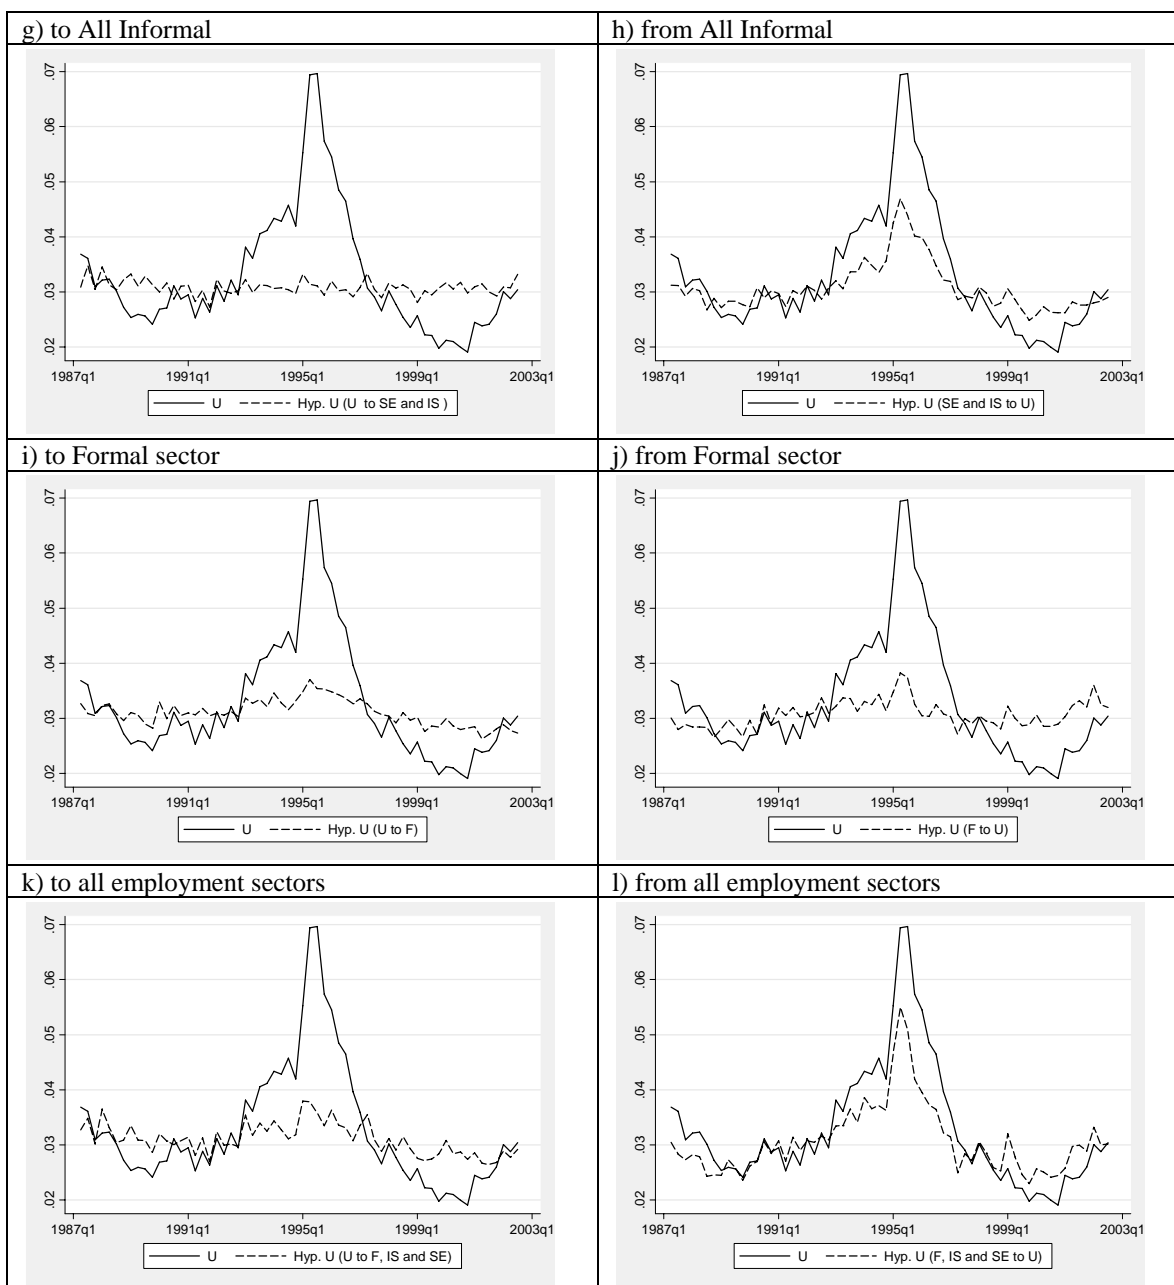 g) to All Informal
h) from All Informal
.07
.06
.05
.04
.03
.02
1987q1 1991q1 1995q1 1999q1 2003q1
U Hyp. U (U to SE and IS )
.07
.06
.05
.04
.03
.02
1987q1 1991q1 1995q1 1999q1 2003q1
U Hyp. U (SE and IS to U)
i) to Formal sector
j) from Formal sector
.07
.06
.05
.04
.03
.02
1987q1 1991q1 1995q1 1999q1 2003q1
U Hyp. U (U to F)
.07
.06
.05
.04
.03
.02
1987q1 1991q1 1995q1 1999q1 2003q1
U Hyp. U (F to U)
k) to all employment sectors
l) from all employment sectors
.07
.06
.05
.04
.03
.02
1987q1 1991q1 1995q1 1999q1 2003q1
U Hyp. U (U to F, IS and SE)
.07
.06
.05
.04
.03
.02
1987q1 1991q1 1995q1 1999q1 2003q1
U Hyp. U (F, IS and SE to U)